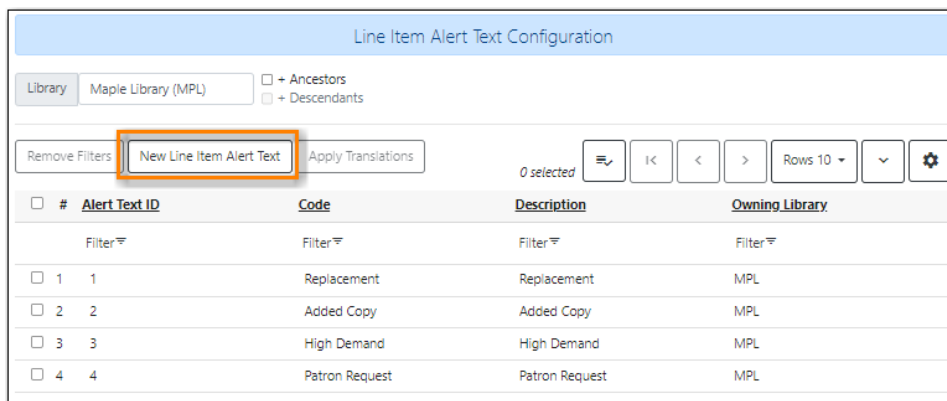 Line Item Alert Text Configuration
Library Maple Library (MPL) + Ancestors
+ Descendants
Remove Filters New Line Item Alert Text Apply Translations 0 selected Rows 10
# Alert Text ID Code Description Owning Library
Filter Filter Filter Filter
1 1 Replacement Replacement MPL
2 2 Added Copy Added Copy MPL
3 3 High Demand High Demand MPL
4 4 Patron Request Patron Request MPL